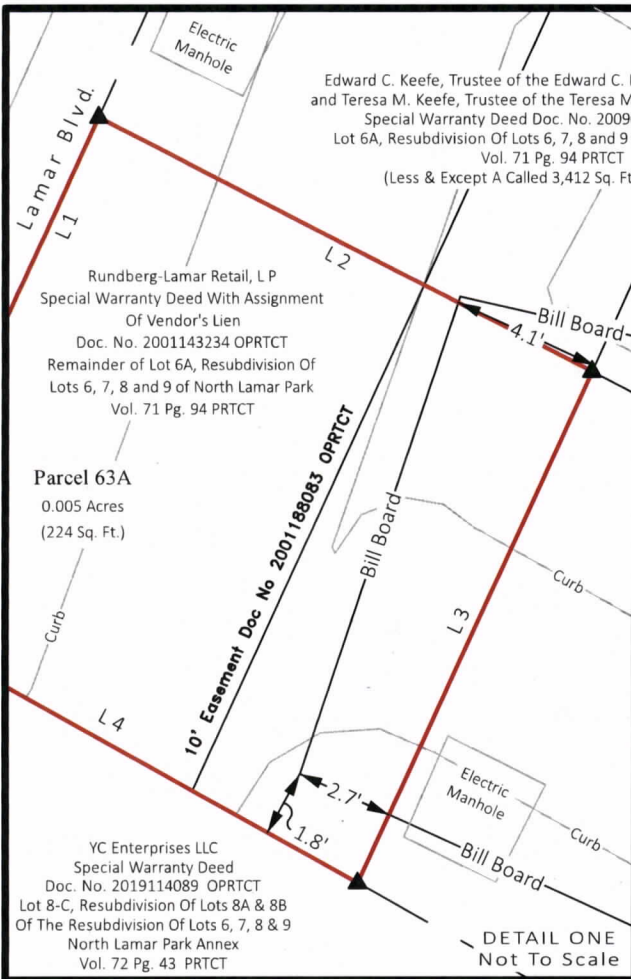 Electric
Manhole
Lamar Blvd.
L1
Edward C. Keefe, Trustee of the Edward C.
and Teresa M. Keefe, Trustee of the Teresa M
Special Warranty Deed Doc. No. 2009
Lot 6A, Resubdivision Of Lots 6, 7, 8 and 9
Vol. 71 Pg. 94 PRTCT
(Less & Except A Called 3,412 Sq. Ft
L2
Bill Board
4.1'
Rundberg-Lamar Retail, L P
Special Warranty Deed With Assignment
Of Vendor's Lien
Doc. No. 2001143234 OPRTCT
Remainder of Lot 6A, Resubdivision Of
Lots 6, 7, 8 and 9 of North Lamar Park
Vol. 71 Pg. 94 PRTCT
Parcel 63A
0.005 Acres
(224 Sq. Ft.)
10' Easement Doc No 2001188083 OPRTCT
Bill Board
Curb
L3
Curb
L4
2.7'
1.8'
Electric
Manhole
Curb
Bill Board
YC Enterprises LLC
Special Warranty Deed
Doc. No. 2019114089 OPRTCT
Lot 8-C, Resubdivision Of Lots 8A & 8B
Of The Resubdivision Of Lots 6, 7, 8 & 9
North Lamar Park Annex
Vol. 72 Pg. 43 PRTCT
DETAIL ONE
Not To Scale